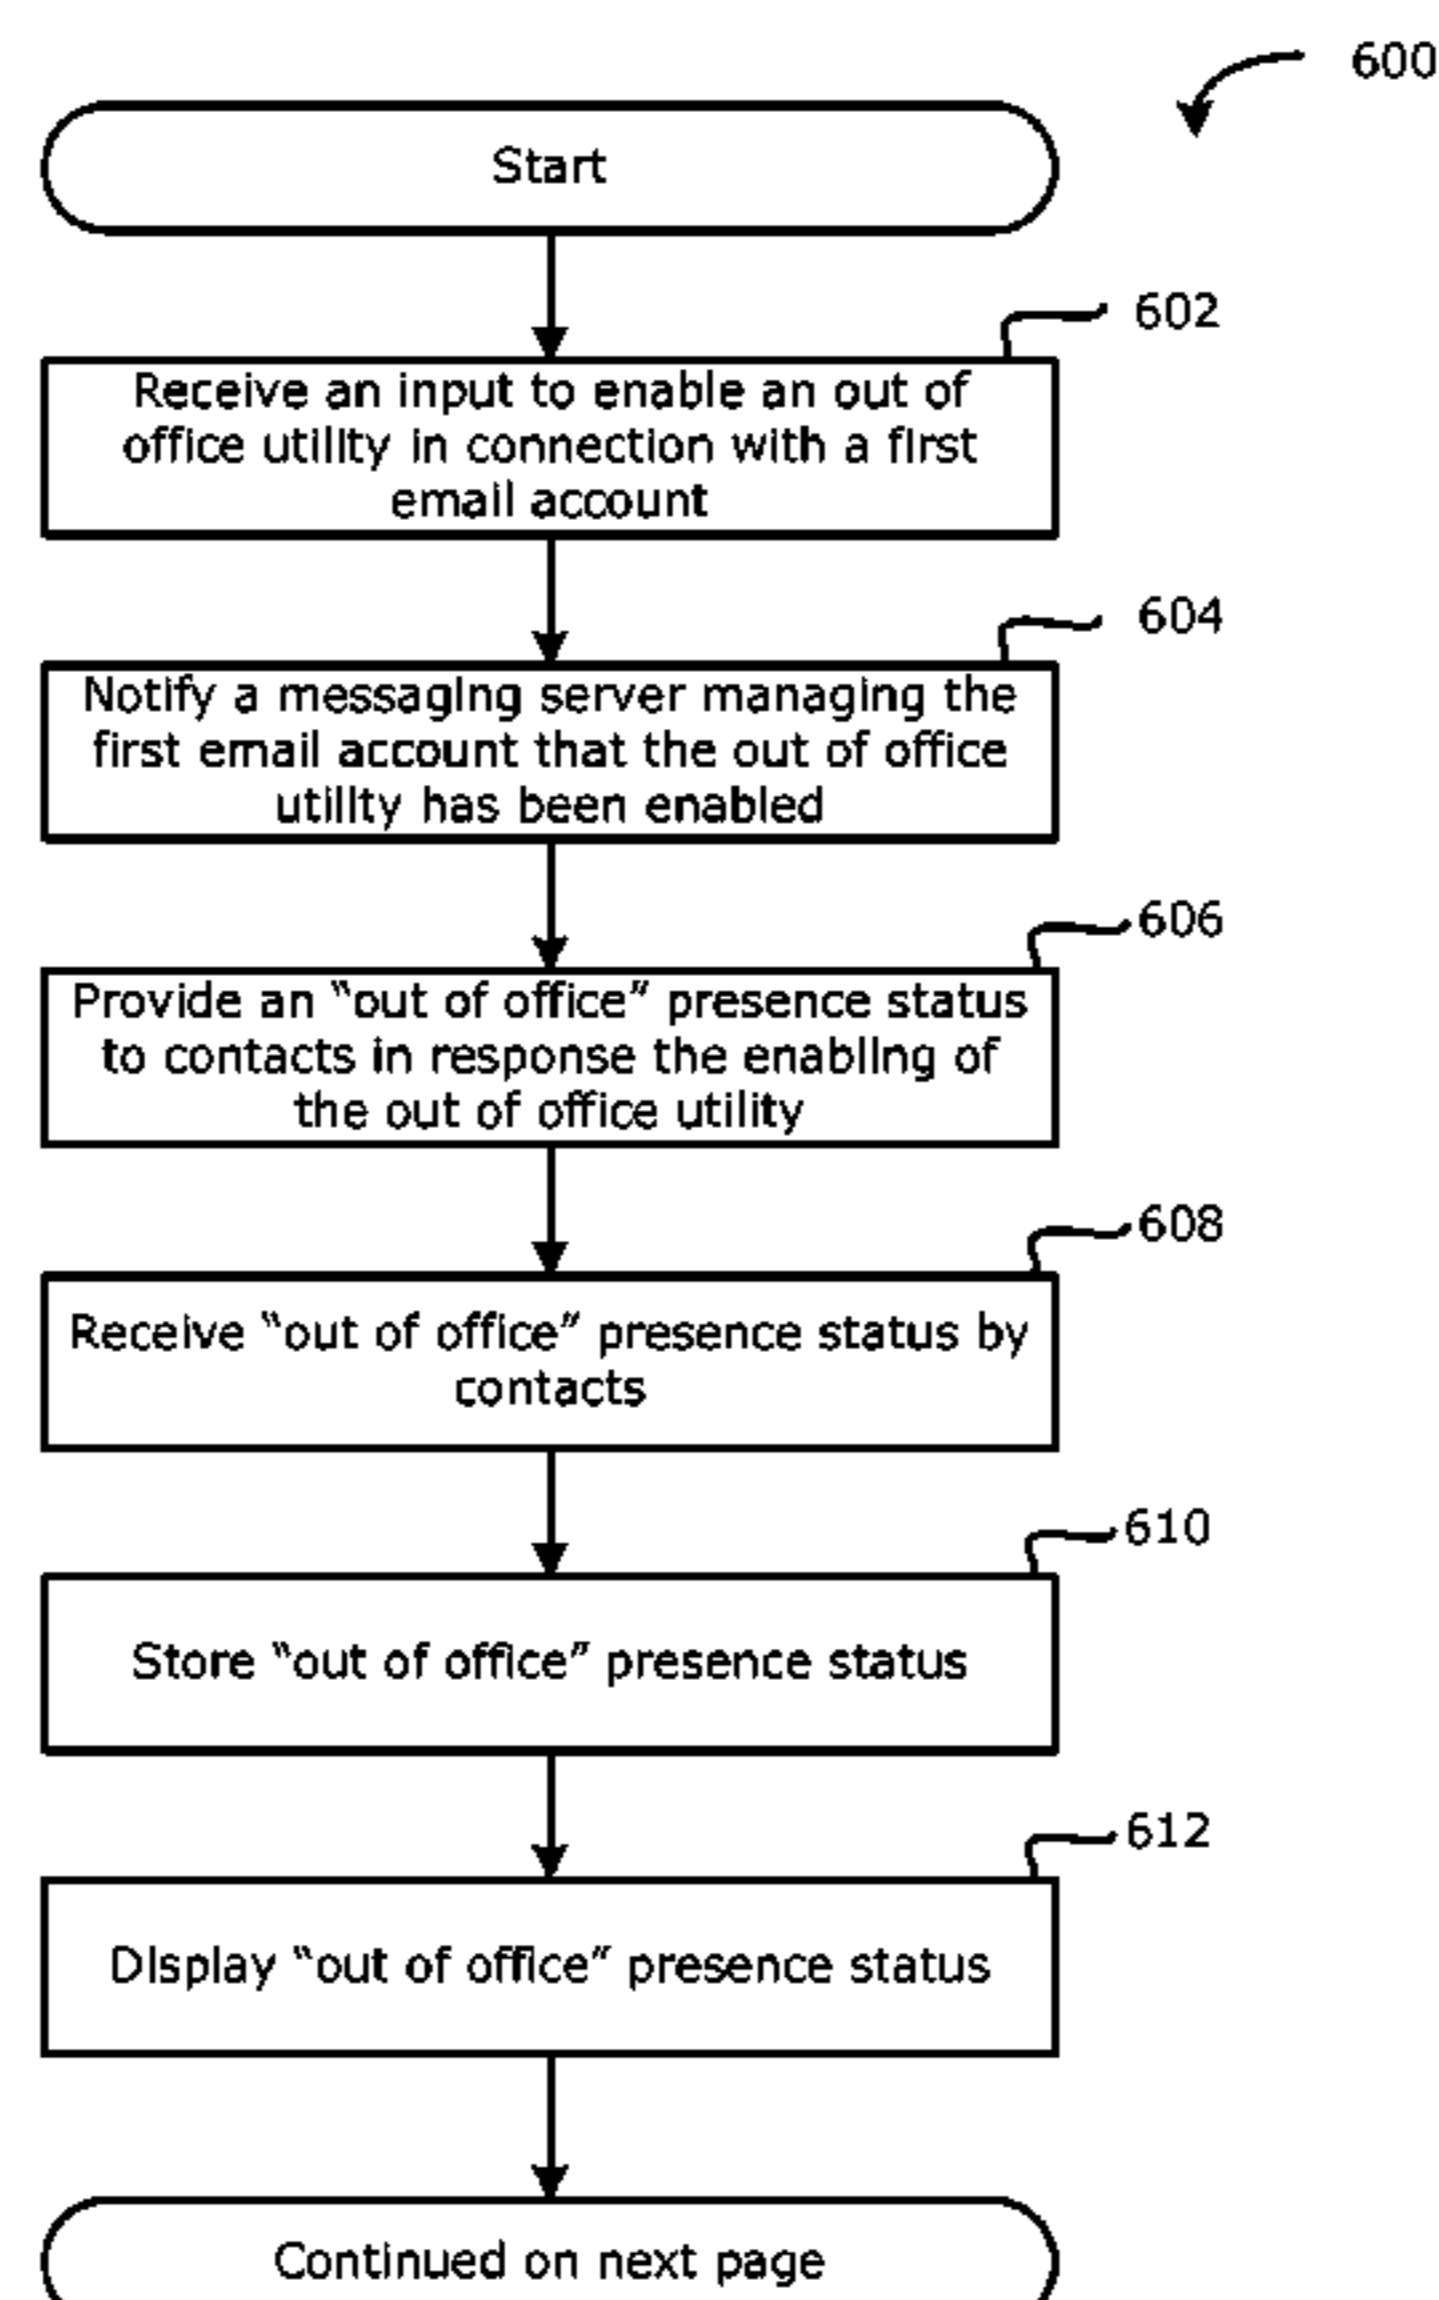 600
Start
602
Receive an input to enable an out of
office utility in connection with a first
email account
604
Notify a messaging server managing the
first email account that the out of office
utility has been enabled
606
Provide an “out of office” presence status
to contacts in response the enabling of
the out of office utility
608
Receive “out of office” presence status by
contacts
610
Store “out of office” presence status
612
Display “out of office” presence status
Continued on next page